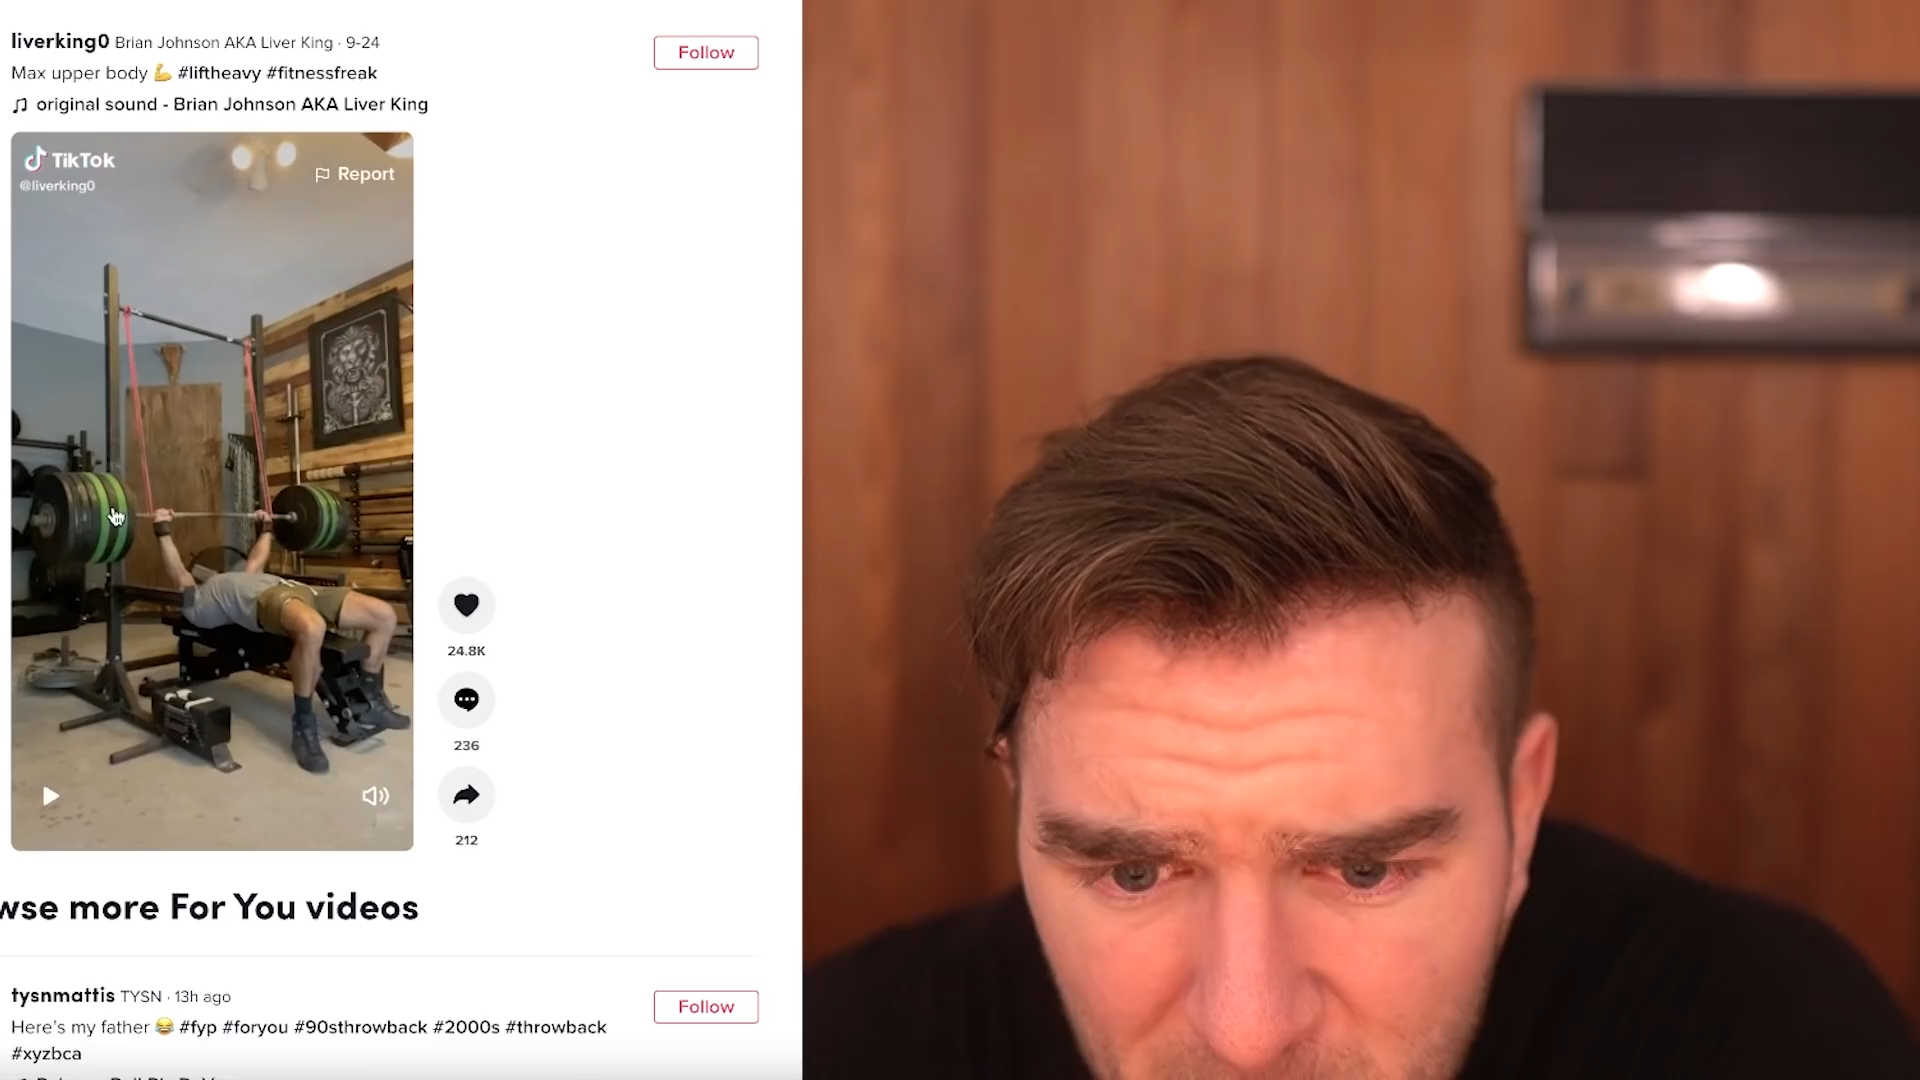 liverking0 Brian Johnson AKA Liver King · 9-24
Follow
Max upper body 💪 #liftheavy #fitnessfreak
♫ original sound - Brian Johnson AKA Liver King
TikTok
@liverking0
Report
24.8K
236
212
wse more For You videos
tysnmattis TYSN · 13h ago
Follow
Here's my father 😂 #fyp #foryou #90sthrowback #2000s #throwback
#xyzbca